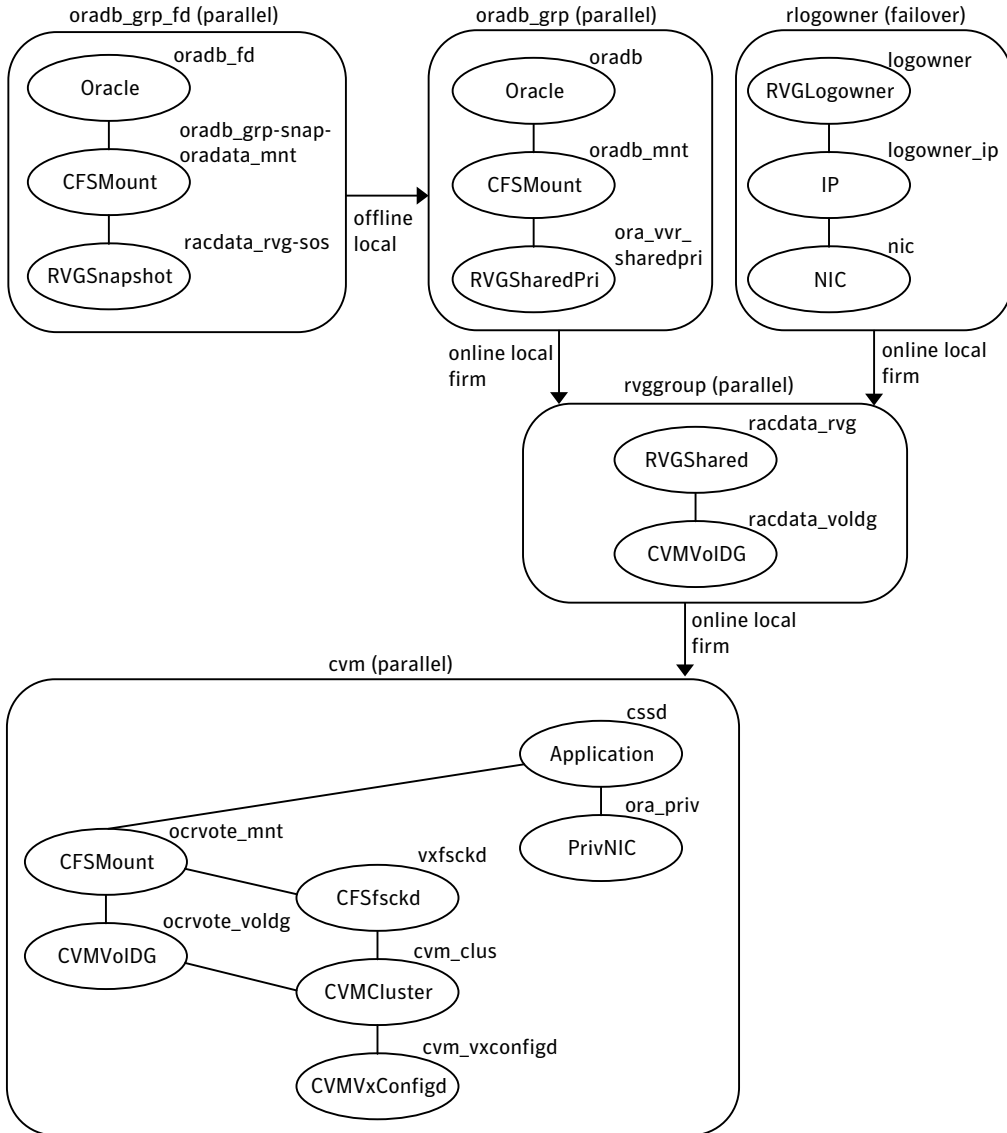 oradb_grp_fd (parallel)
oradb_fd
Oracle
oradb_grp-snap-
oradata_mnt
CFSMount
racdata_rvg-sos
RVGSnapshot
offline
local
oradb_grp (parallel)
oradb
Oracle
oradb_mnt
CFSMount
ora_vvr_
sharedpri
RVGSharedPri
rlogowner (failover)
logowner
RVGLogowner
logowner_ip
IP
nic
NIC
online local
firm
online local
firm
rvggroup (parallel)
racdata_rvg
RVGShared
racdata_voldg
CVMVolDG
online local
firm
cvm (parallel)
cssd
Application
ora_priv
PrivNIC
ocrvote_mnt
CFSMount
vxfsckd
CFSfsckd
ocrvote_voldg
CVMVolDG
cvm_clus
CVMCluster
cvm_vxconfigd
CVMVxConfigd